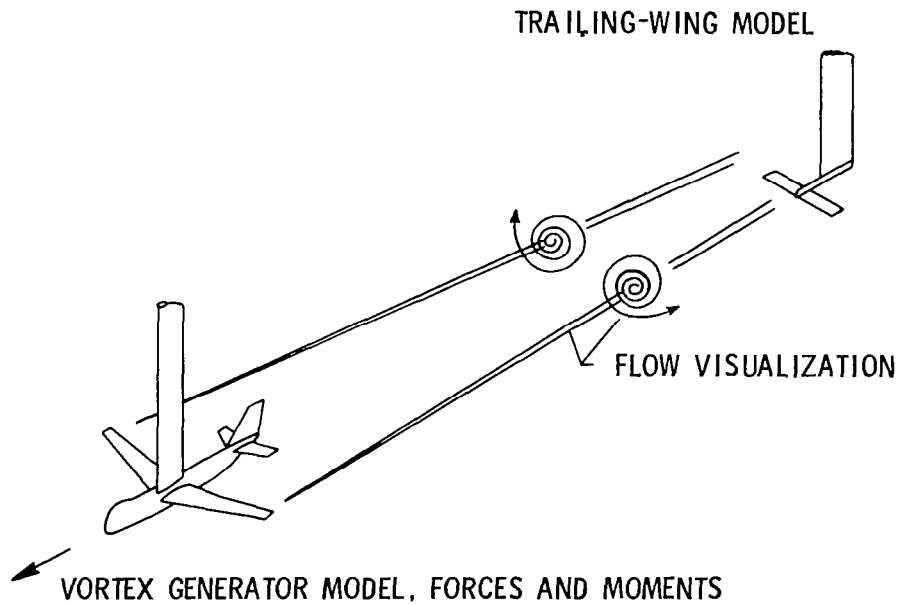 TRAILING-WING MODEL
FLOW VISUALIZATION
VORTEX GENERATOR MODEL, FORCES AND MOMENTS